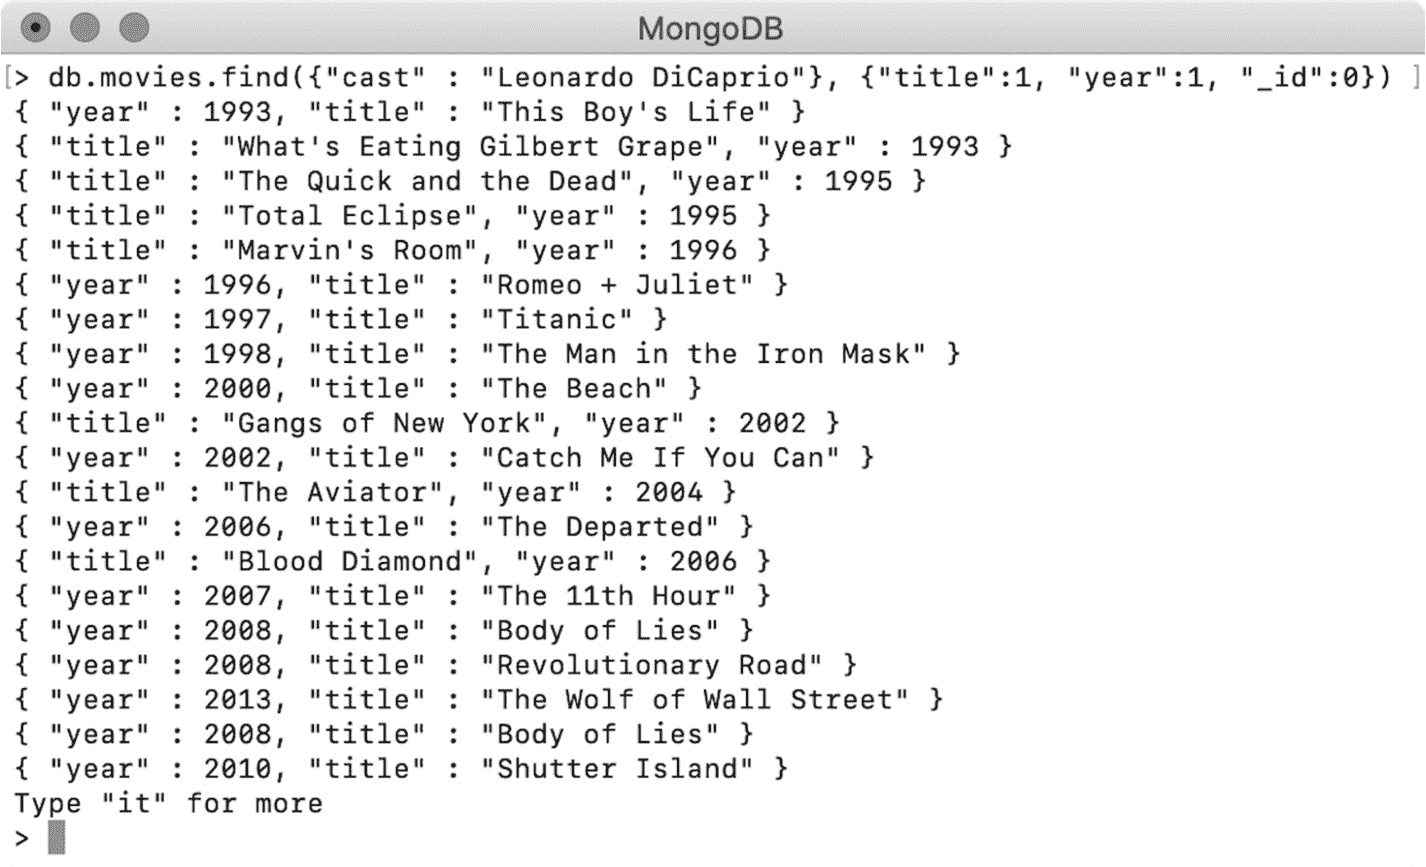 MongoDB
[> db.movies.find({"cast" : "Leonardo DiCaprio"}, {"title":1, "year":1, "_id":0}) ]
{ "year" : 1993, "title" : "This Boy's Life" }
{ "title" : "What's Eating Gilbert Grape", "year" : 1993 }
{ "title" : "The Quick and the Dead", "year" : 1995 }
{ "title" : "Total Eclipse", "year" : 1995 }
{ "title" : "Marvin's Room", "year" : 1996 }
{ "year" : 1996, "title" : "Romeo + Juliet" }
{ "year" : 1997, "title" : "Titanic" }
{ "year" : 1998, "title" : "The Man in the Iron Mask" }
{ "year" : 2000, "title" : "The Beach" }
{ "title" : "Gangs of New York", "year" : 2002 }
{ "year" : 2002, "title" : "Catch Me If You Can" }
{ "title" : "The Aviator", "year" : 2004 }
{ "year" : 2006, "title" : "The Departed" }
{ "title" : "Blood Diamond", "year" : 2006 }
{ "year" : 2007, "title" : "The 11th Hour" }
{ "year" : 2008, "title" : "Body of Lies" }
{ "year" : 2008, "title" : "Revolutionary Road" }
{ "year" : 2013, "title" : "The Wolf of Wall Street" }
{ "year" : 2008, "title" : "Body of Lies" }
{ "year" : 2010, "title" : "Shutter Island" }
Type "it" for more
>